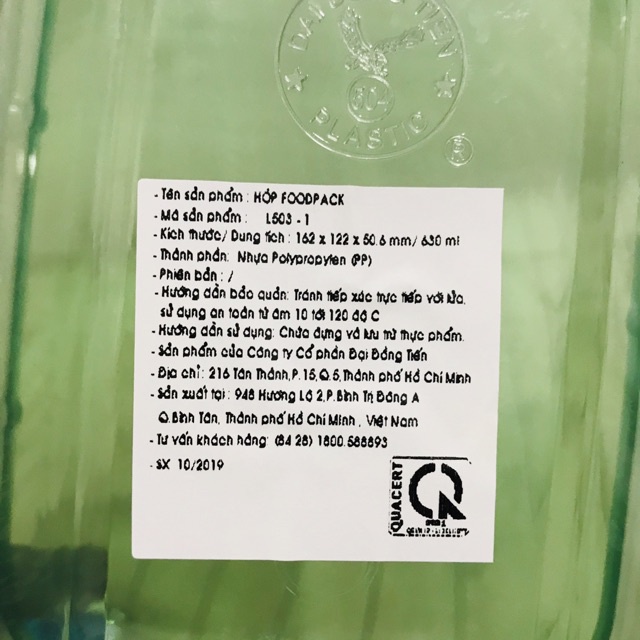 ĐẠI ĐỒNG TIẾN
PLASTIC
®
- Tên sản phẩm : HÓP FOODPACK
- Mã sản phẩm : L503 - 1
- Kích thước/ Dung tích : 162 x 122 x 50.6 mm/ 630 ml
- Thành phần: Nhựa Polypropylen (PP)
- Phiên bản : /
- Hướng dẫn bảo quản: Tránh tiếp xúc trực tiếp với lửa,
sử dụng an toàn từ âm 10 tới 120 độ C
- Hướng dẫn sử dụng: Chứa đựng và lưu trữ thực phẩm.
- Sản phẩm của Công ty Cổ phần Đại Đồng Tiến
- Địa chỉ : 216 Tân Thành,P.15,Q.5,Thành phố Hồ Chí Minh
- Sản xuất tại : 948 Hương Lộ 2,P.Bình Trị Đông A
Q.Bình Tân, Thành phố Hồ Chí Minh , Việt Nam
- Tư vấn khách hàng: (84 28) 1800.588893
- SX 10/2019
QUACERT